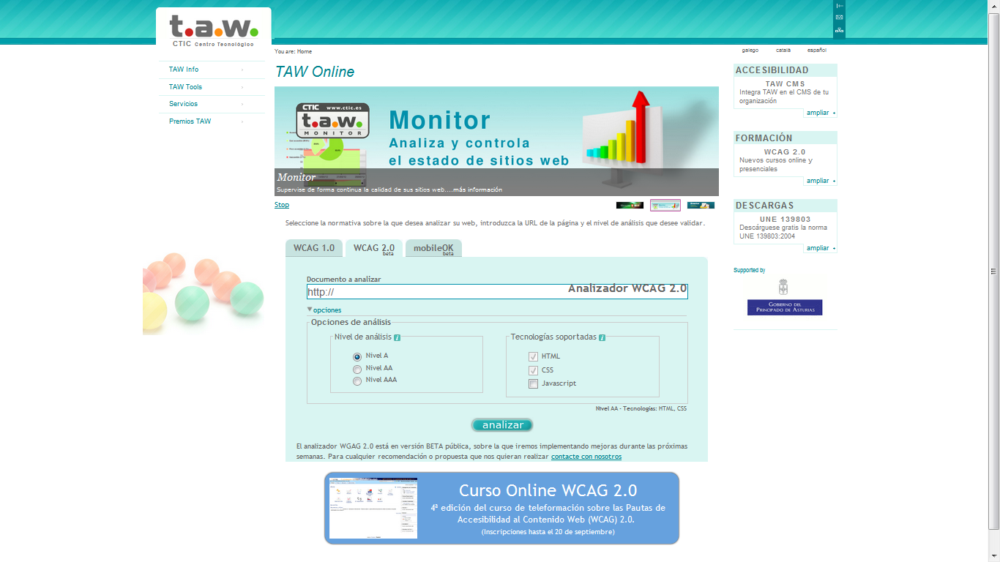 t.a.w.
CTIC Centro Tecnológico
TAW Info
TAW Tools
Servicios
Premios TAW
You are: Home
galego català español
TAW Online
CTIC www.ctic.es
t.a.w.
MONITOR
Monitor
Analiza y controla
el estado de sitios web
Monitor
Supervise de forma continua la calidad de sus sitios web....más información
Stop
Seleccione la normativa sobre la que desea analizar su web, introduzca la URL de la página y el nivel de análisis que desee validar.
WCAG 1.0
WCAG 2.0
beta
mobileOK
beta
Documento a analizar
Analizador WCAG 2.0
http://
opciones
Opciones de análisis
Nivel de análisis
Nivel A
Nivel AA
Nivel AAA
Tecnologías soportadas
HTML
CSS
Javascript
Nivel AA - Tecnologías: HTML, CSS
analizar
El analizador WGAG 2.0 está en versión BETA pública, sobre la que iremos implementando mejoras durante las próximas
semanas. Para cualquier recomendación o propuesta que nos quieran realizar contacte con nosotros
Curso Online WCAG 2.0
4ª edición del curso de teleformación sobre las Pautas de
Accesibilidad al Contenido Web (WCAG) 2.0.
(Inscripciones hasta el 20 de septiembre)
ACCESIBILIDAD
TAW CMS
Integra TAW en el CMS de tu
organización
ampliar
FORMACIÓN
WCAG 2.0
Nuevos cursos online y
presenciales
ampliar
DESCARGAS
UNE 139803
Descárguese gratis la norma
UNE 139803:2004
ampliar
Supported by
GOBIERNO DEL
PRINCIPADO DE ASTURIAS